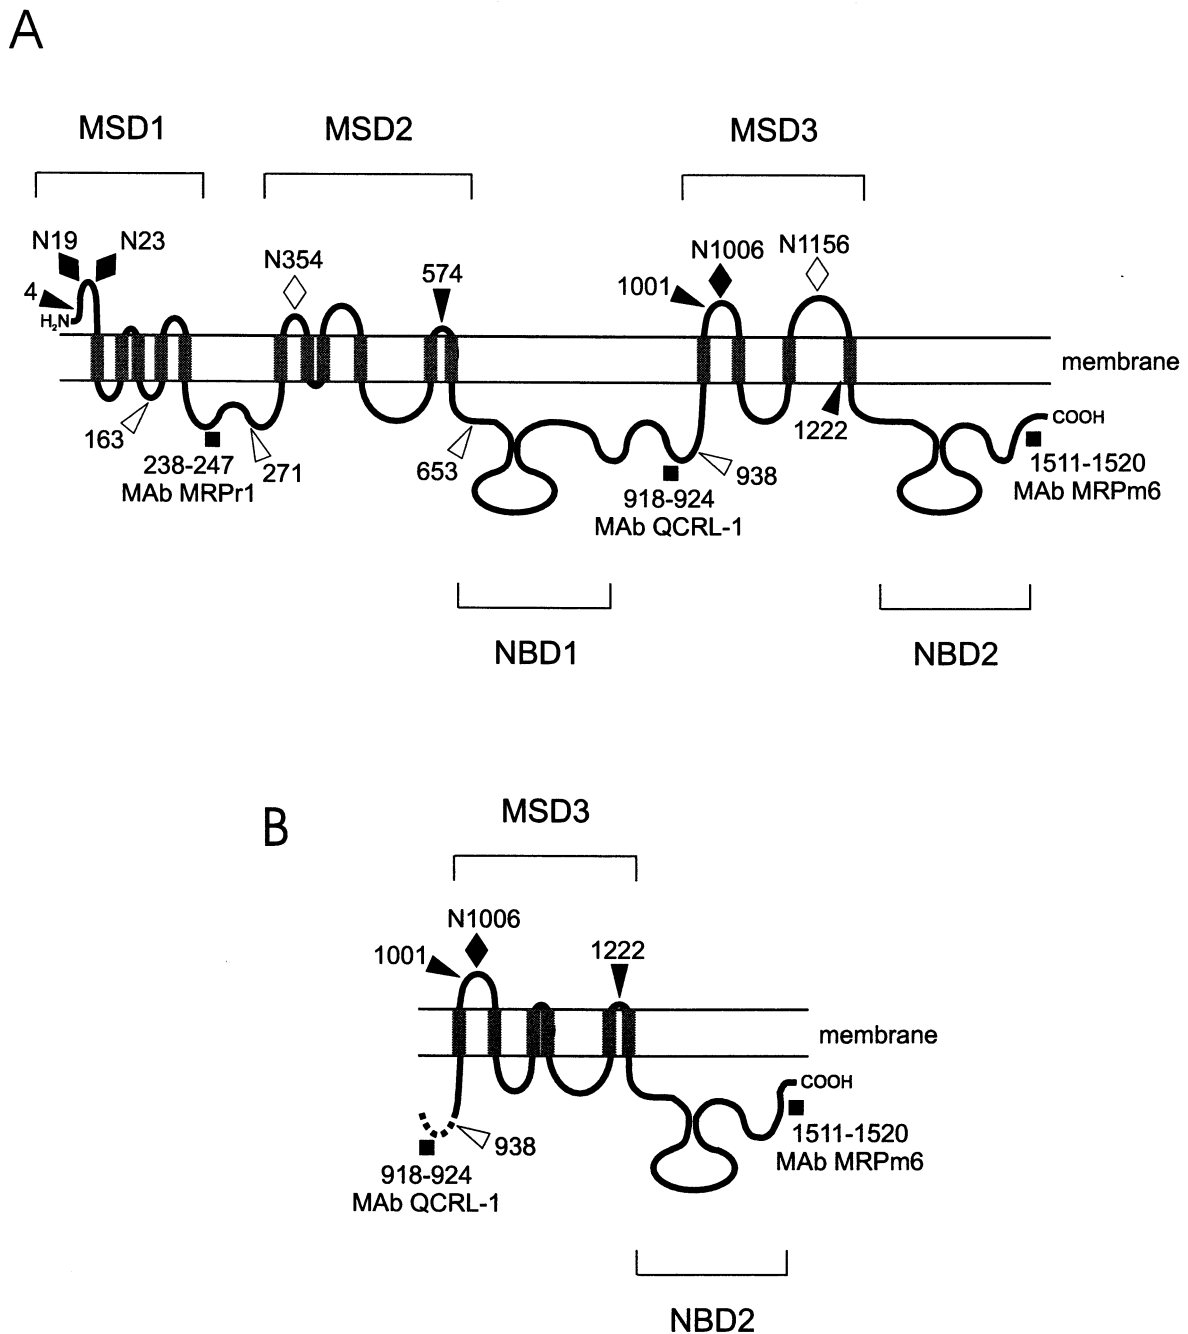 A
MSD1
MSD2
MSD3
N19
N23
N354
574
N1006
N1156
4
1001
H₂N
membrane
163
238-247
MAb MRPr1
271
653
918-924
MAb QCRL-1
938
1222
COOH
1511-1520
MAb MRPm6
NBD1
NBD2
B
MSD3
N1006
1001
1222
membrane
COOH
938
918-924
MAb QCRL-1
1511-1520
MAb MRPm6
NBD2